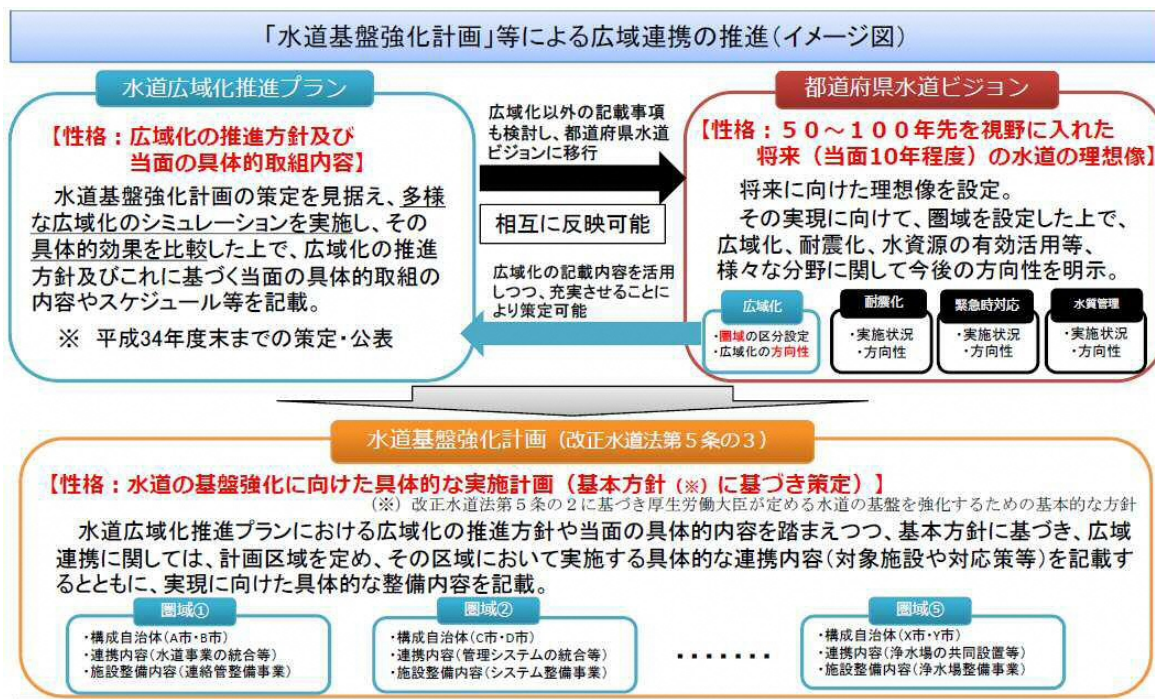 「水道基盤強化計画」等による広域連携の推進(イメージ図)
水道広域化推進プラン
【性格:広域化の推進方針及び
当面の具体的取組内容】
水道基盤強化計画の策定を見据え、多様
な広域化のシミュレーションを実施し、その
具体的効果を比較した上で、広域化の推進
方針及びこれに基づく当面の具体的取組の
内容やスケジュール等を記載。
※ 平成34年度末までの策定・公表
広域化以外の記載事項
も検討し、都道府県水道
ビジョンに移行
相互に反映可能
広域化の記載内容を活用
しつつ、充実させることに
より策定可能
都道府県水道ビジョン
【性格:50~100年先を視野に入れた
将来(当面10年程度)の水道の理想像】
将来に向けた理想像を設定。
その実現に向けて、圏域を設定した上で、
広域化、耐震化、水資源の有効活用等、
様々な分野に関して今後の方向性を明示。
広域化
・圏域の区分設定
・広域化の方向性
耐震化
・実施状況
・方向性
緊急時対応
・実施状況
・方向性
水質管理
・実施状況
・方向性
水道基盤強化計画(改正水道法第5条の3)
【性格:水道の基盤強化に向けた具体的な実施計画(基本方針(※)に基づき策定)】
(※)改正水道法第5条の2に基づき厚生労働大臣が定める水道の基盤を強化するための基本的な方針
水道広域化推進プランにおける広域化の推進方針や当面の具体的内容を踏まえつつ、基本方針に基づき、広域
連携に関しては、計画区域を定め、その区域において実施する具体的な連携内容(対象施設や対応策等)を記載す
るとともに、実現に向けた具体的な整備内容を記載。
圏域①
・構成自治体(A市・B市)
・連携内容(水道事業の統合等)
・施設整備内容(連絡管整備事業)
圏域②
・構成自治体(C市・D市)
・連携内容(管理システムの統合等)
・施設整備内容(システム整備事業)
・・・・・・・
圏域⑤
・構成自治体(X市・Y市)
・連携内容(浄水場の共同設置等)
・施設整備内容(浄水場整備事業)